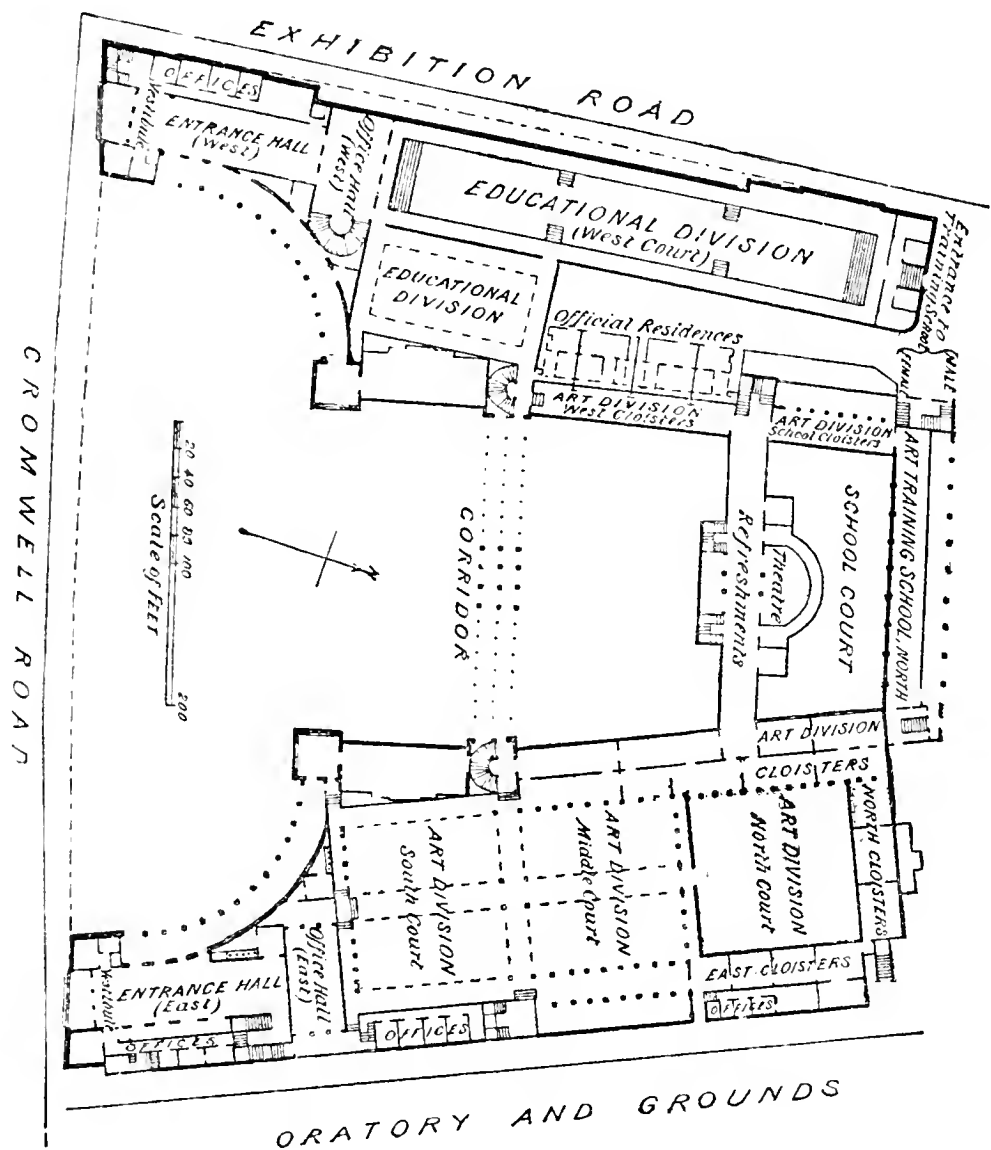 EXHIBITION ROAD
OFFICES
Vestibule
ENTRANCE HALL
(West)
Office Hall
(West)
EDUCATIONAL DIVISION
(West Court)
Entrance to
Training School
FEMALE
MALE
EDUCATIONAL
DIVISION
Official Residences
ART DIVISION
West Cloisters
ART DIVISION
School Cloisters
ART TRAINING SCHOOL, NORTH
SCHOOL COURT
Theatre
Refreshments
CORRIDOR
CROMWELL ROAD
20 40 60 80 100 200
Scale of FEET
N
ART DIVISION
CLOISTERS
NORTH CLOISTERS
ART DIVISION
North Court
ART DIVISION
Middle Court
ART DIVISION
South Court
EAST CLOISTERS
OFFICES
OFFICES
Office Hall
(East)
ENTRANCE HALL
(East)
Vestibule
OFFICES
ORATORY AND GROUNDS